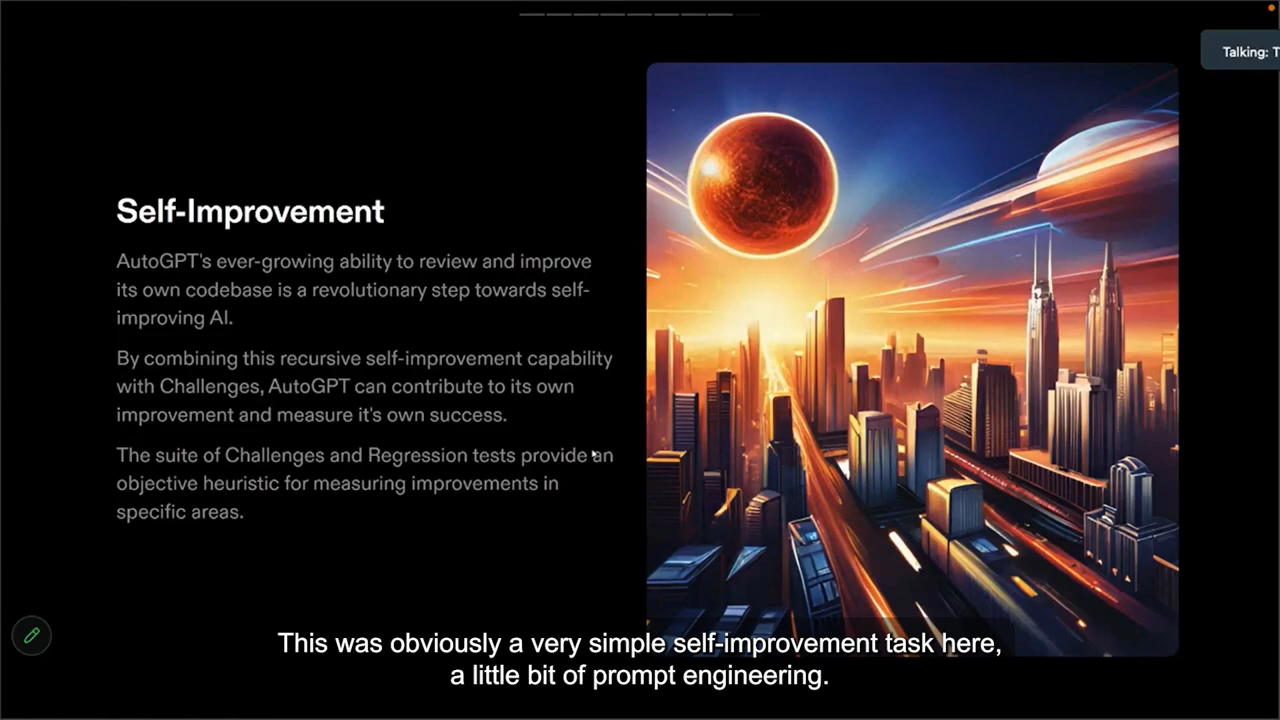 Talking: T
Self-Improvement
AutoGPT's ever-growing ability to review and improve
its own codebase is a revolutionary step towards self-
improving AI.
By combining this recursive self-improvement capability
with Challenges, AutoGPT can contribute to its own
improvement and measure it's own success.
The suite of Challenges and Regression tests provide an
objective heuristic for measuring improvements in
specific areas.
This was obviously a very simple self-improvement task here,
a little bit of prompt engineering.